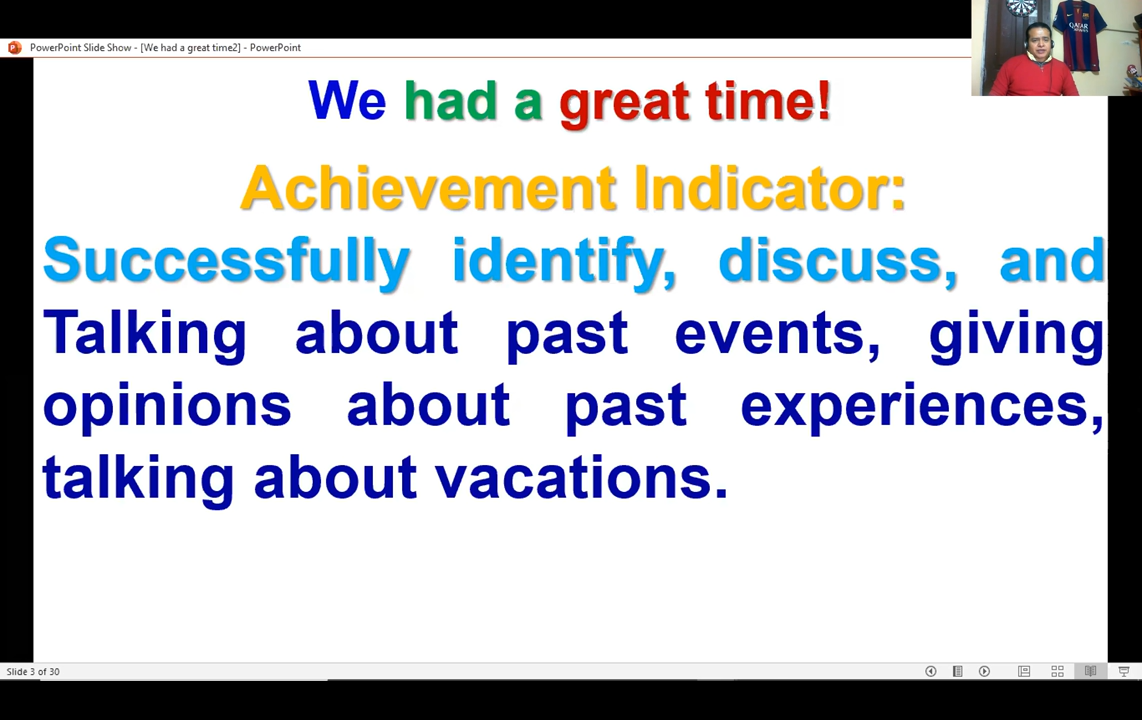 PowerPoint Slide Show - [We had a great time2] - PowerPoint
QATAR
We had a great time!
Achievement Indicator:
Successfully identify, discuss, and
Talking about past events, giving
opinions about past experiences,
talking about vacations.
Slide 3 of 30